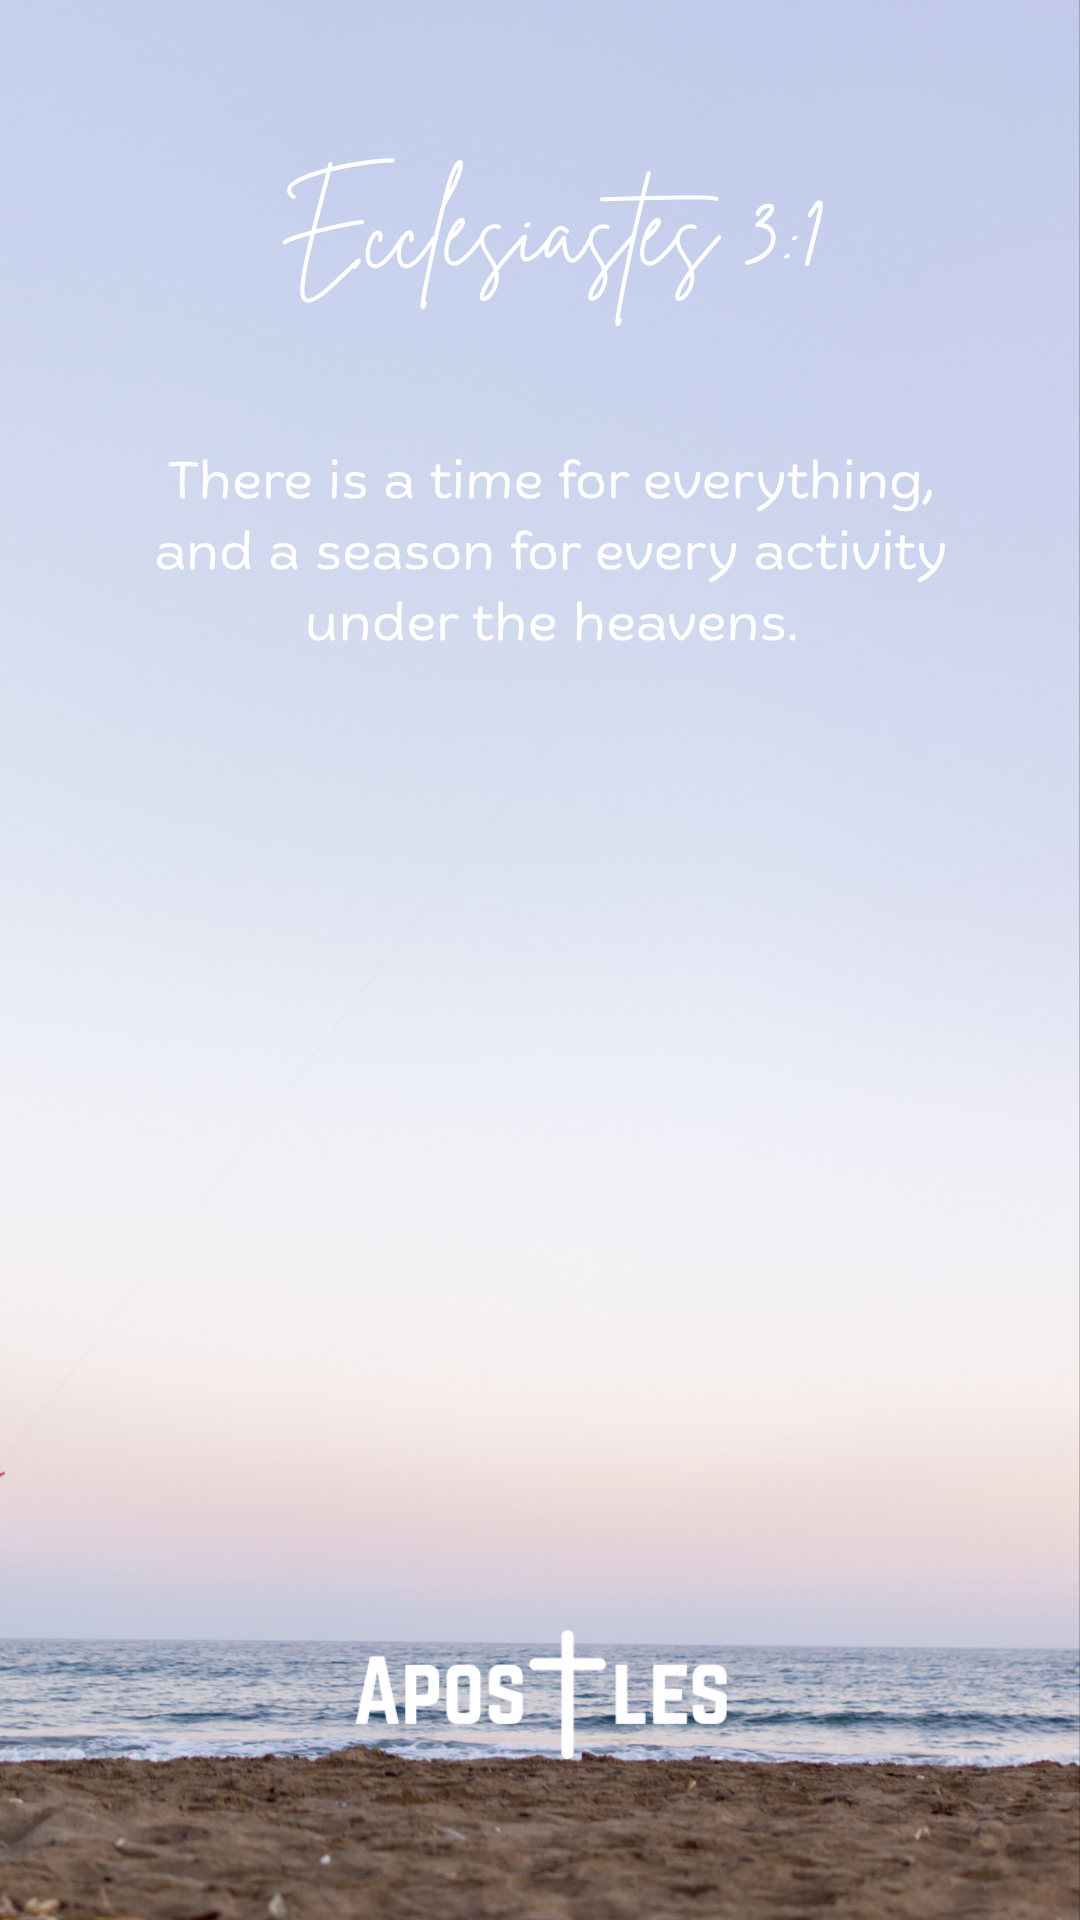 Ecclesiastes 3:1
There is a time for everything,
and a season for every activity
under the heavens.
APOSTLES